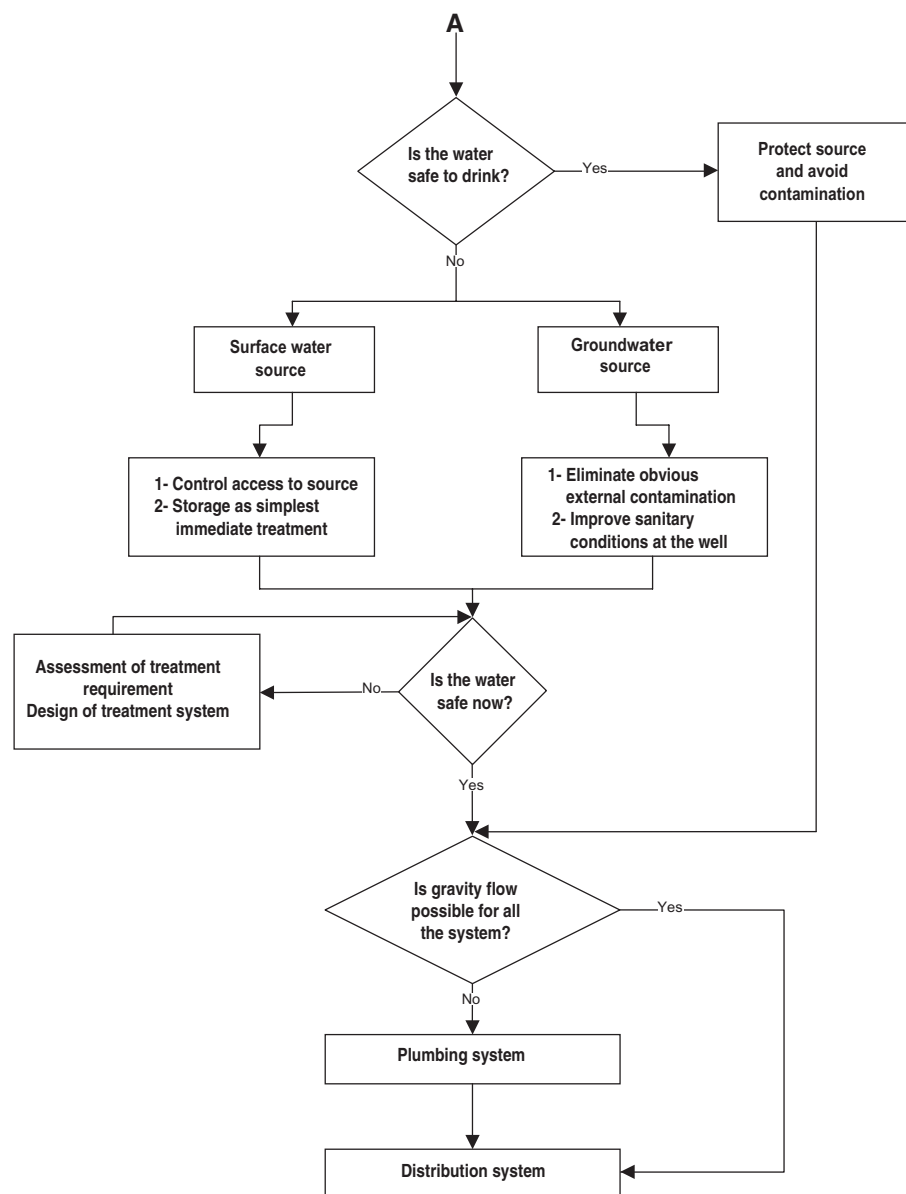 A
Is the water
safe to drink?
Yes
Protect source
and avoid
contamination
No
Surface water
source
Groundwater
source
1- Control access to source
2- Storage as simplest
immediate treatment
1- Eliminate obvious
external contamination
2- Improve sanitary
conditions at the well
Assessment of treatment
requirement
Design of treatment system
No
Is the water
safe now?
Yes
Is gravity flow
possible for all
the system?
Yes
No
Plumbing system
Distribution system